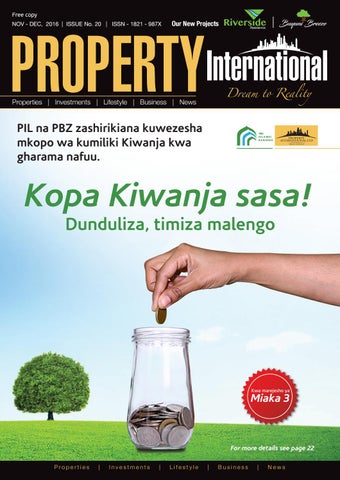 Free copy
NOV - DEC, 2016 | ISSUE No. 20 | ISSN - 1821 - 987X
Our New Projects
Riverside
Bagamoyo Breeze
PROPERTY
International
Dream to Reality
Properties | Investments | Lifestyle | Business | News
PIL na PBZ zashirikiana kuwezesha
mkopo wa kumiliki Kiwanja kwa
gharama nafuu.
Kopa Kiwanja sasa!
Dunduliza, timiza malengo
Kwa marejesho ya
Miaka 3
For more details see page 22
Properties | Investments | Lifestyle | Business | News